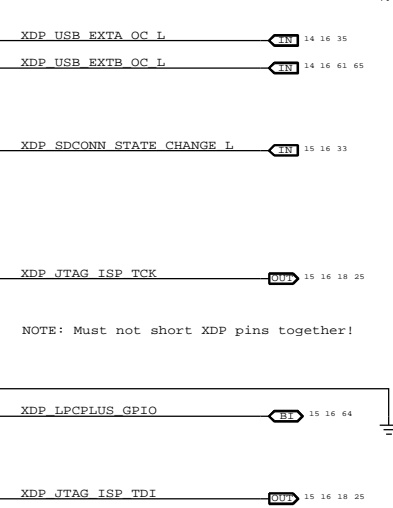 XDP_USB_EXTA_OC_L IN 14 16 35
XDP_USB_EXTB_OC_L IN 14 16 61 65
XDP_SDCONN_STATE_CHANGE_L IN 15 16 33
XDP_JTAG_ISP_TCK OUT 15 16 18 25
NOTE: Must not short XDP pins together!
XDP_LPCPLUS_GPIO BI 15 16 64
XDP_JTAG_ISP_TDI OUT 15 16 18 25